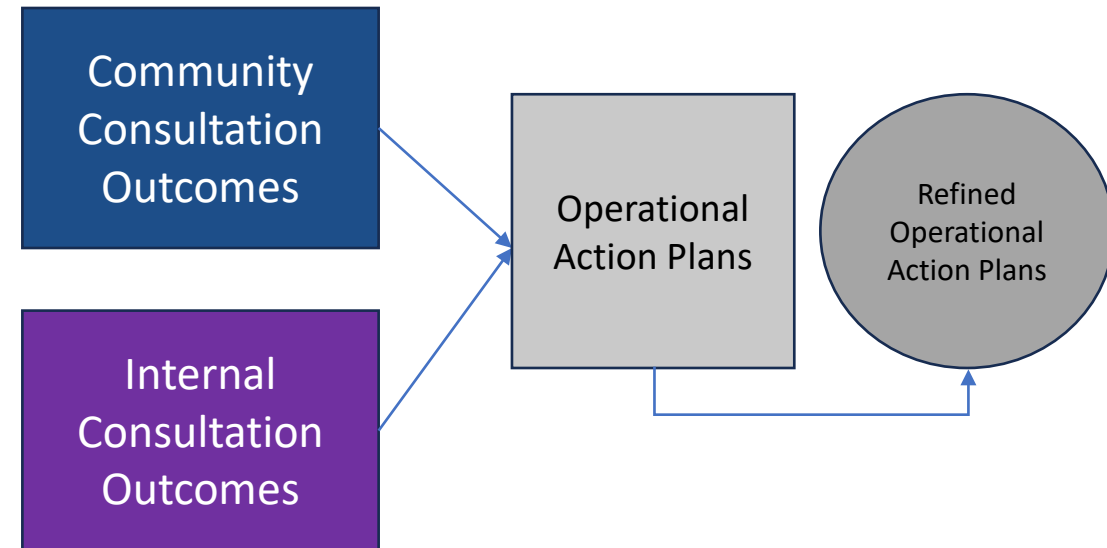 Community
Consultation
Outcomes
Internal
Consultation
Outcomes
Operational
Action Plans
Refined
Operational
Action Plans